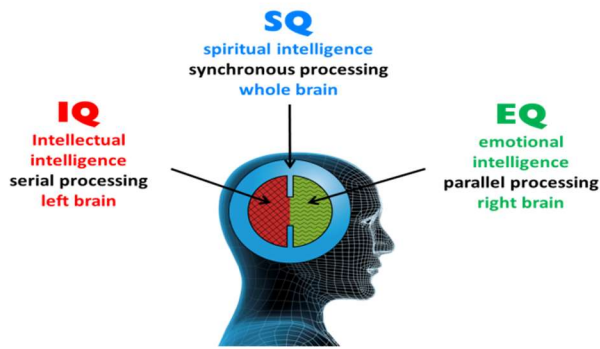 SQ
spiritual intelligence
synchronous processing
whole brain
IQ
Intellectual
intelligence
serial processing
left brain
EQ
emotional
intelligence
parallel processing
right brain